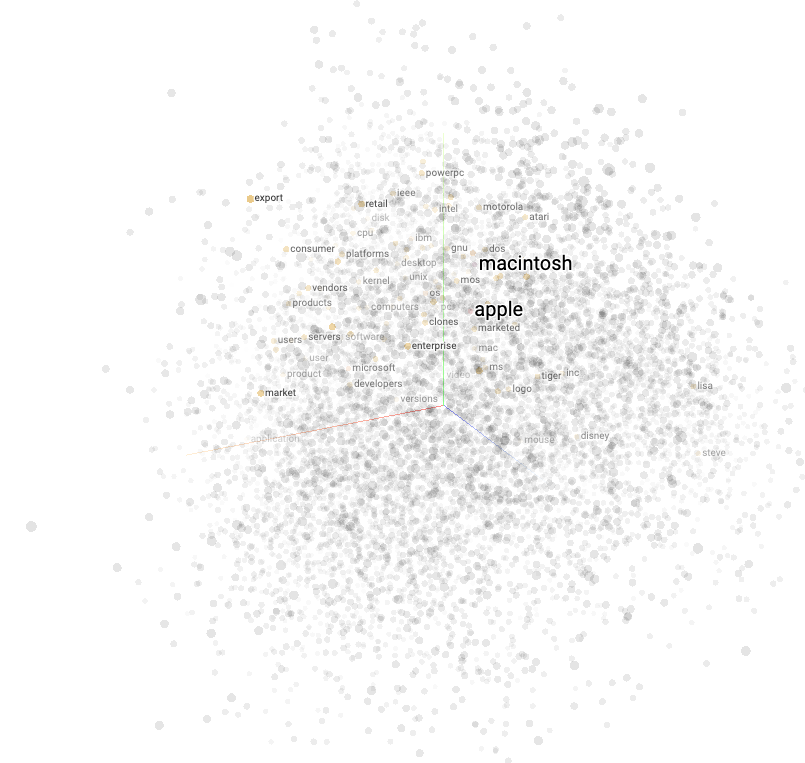 powerpc
ieee
export
retail
intel
motorola
disk
atari
cpu
ibm
consumer
platforms
gnu
dos
desktop
macintosh
unix
kernel
mos
vendors
os
products
computers
pcr
apple
clones
marketed
users
servers
software
enterprise
mac
user
microsoft
ms
product
video
tiger
inc
developers
lisa
market
logo
versions
application
mouse
disney
steve